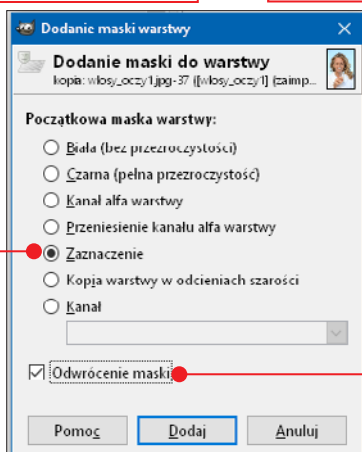 Dodanie maski warstwy
Dodanie maski do warstwy
kopia: wlosy_oczy1.jpg-37 ([wlosy_oczy1] (zaimp...
Początkowa maska warstwy:
Biała (bez przezroczystości)
Czarna (pełna przezroczystość)
Kanał alfa warstwy
Przeniesienie kanału alfa warstwy
Zaznaczenie
Kopia warstwy w odcieniach szarości
Kanał
Odwrócenie maski
Pomoc Dodaj Anuluj